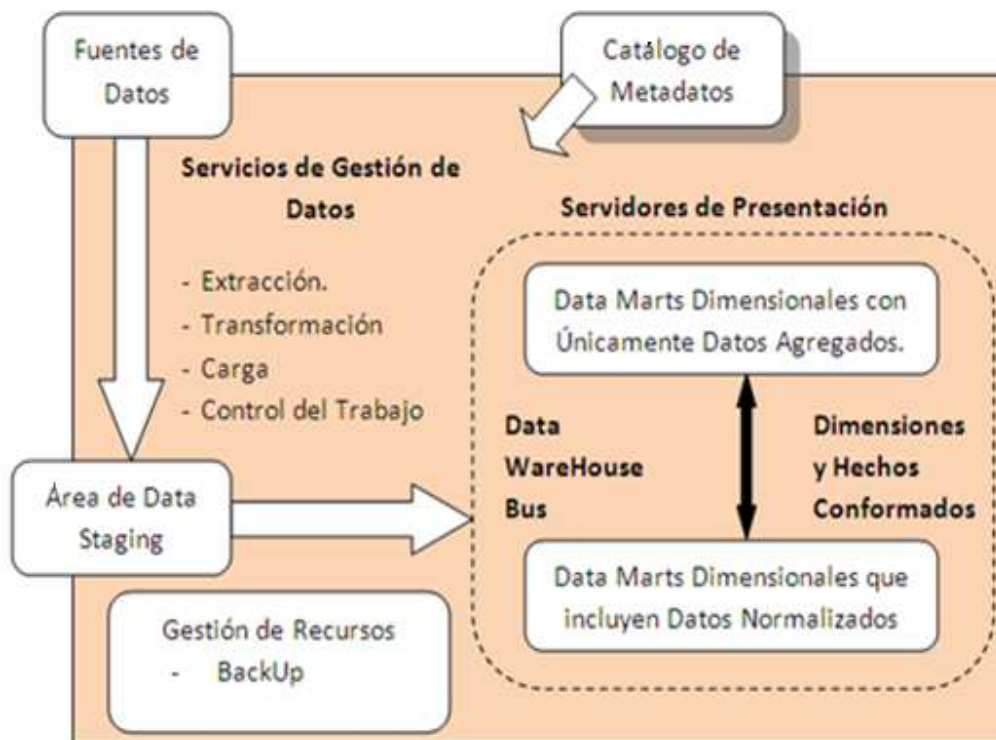 Fuentes de
Datos
Catálogo de
Metadatos
Servicios de Gestión de
Datos
- Extracción.
- Transformación
- Carga
- Control del Trabajo
Servidores de Presentación
Data Marts Dimensionales con
Únicamente Datos Agregados.
Data
WareHouse
Bus
Dimensiones
y Hechos
Conformados
Data Marts Dimensionales que
incluyen Datos Normalizados
Área de Data
Staging
Gestión de Recursos
- BackUp